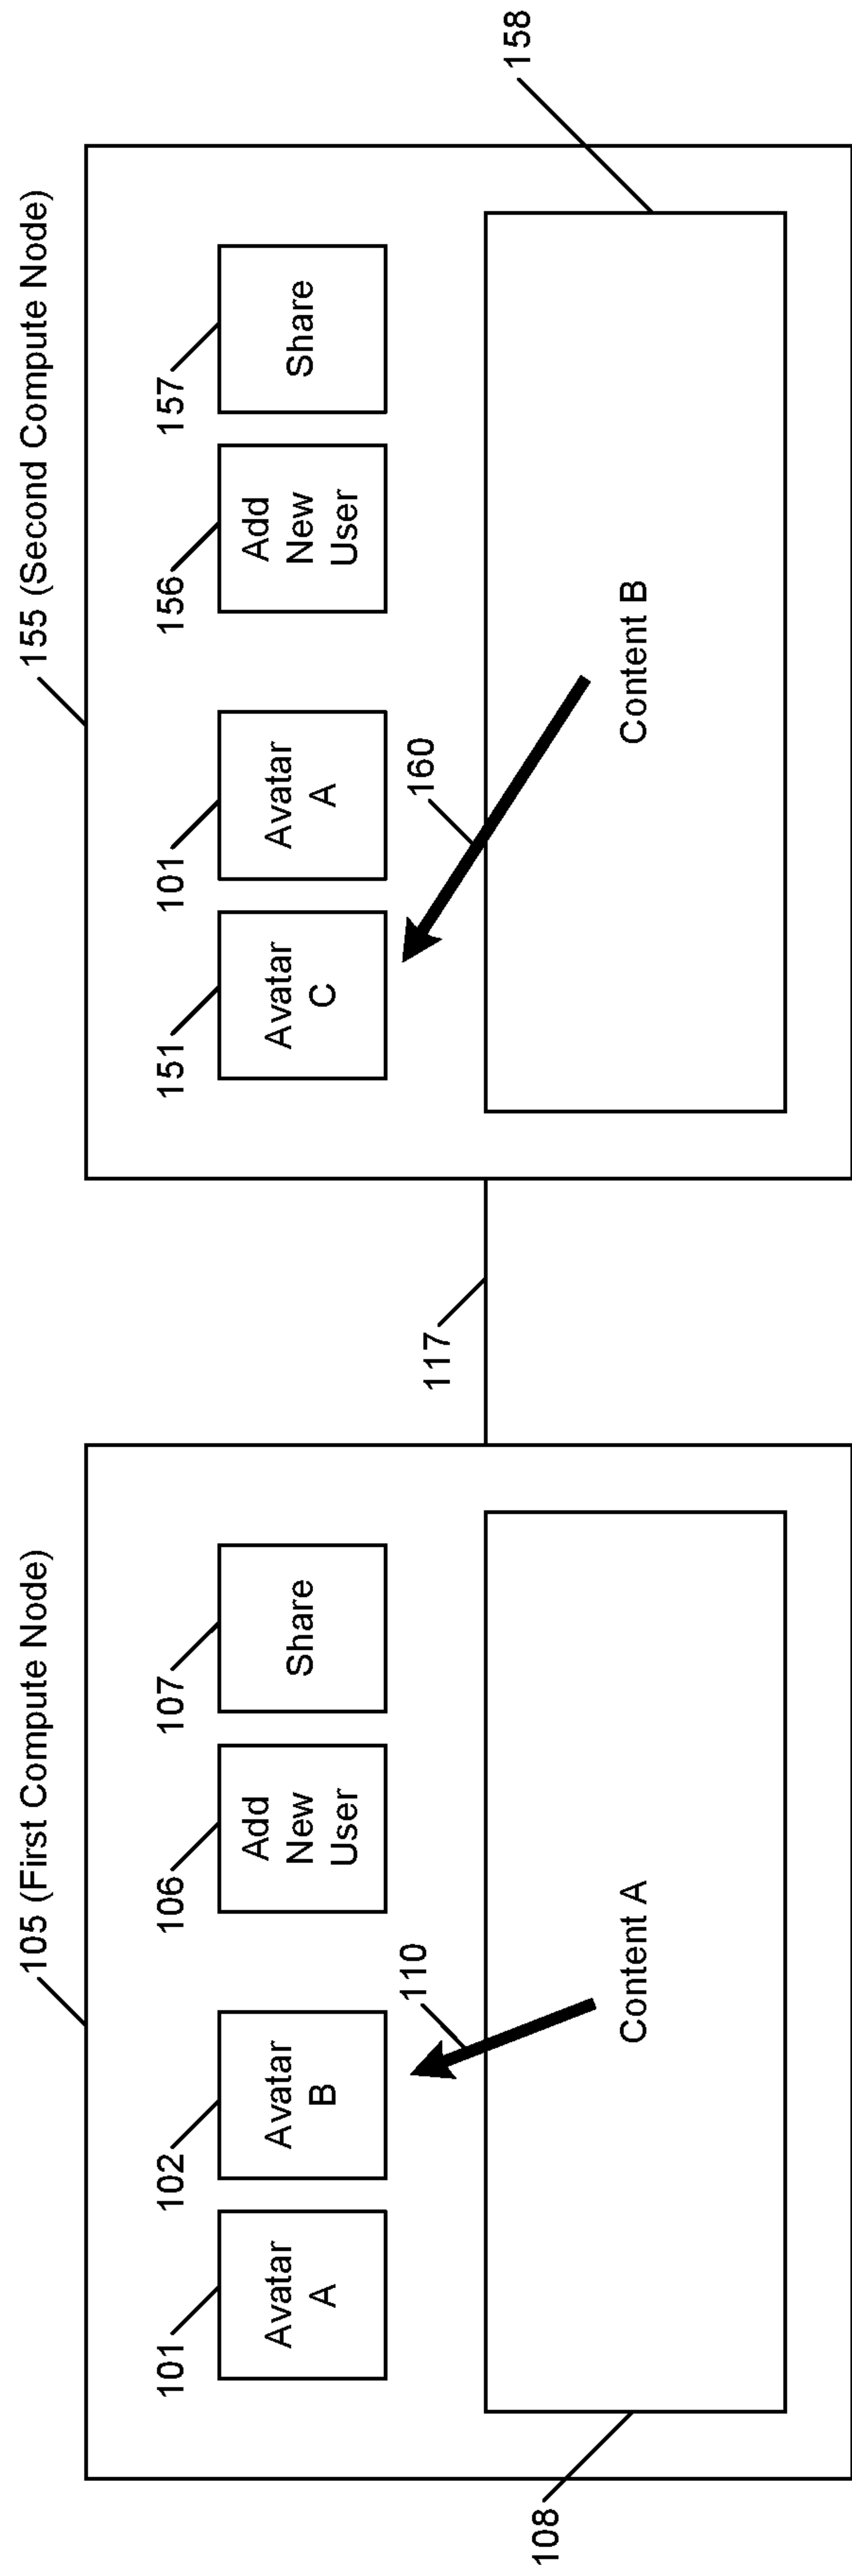 105 (First Compute Node)
101
102
106
107
Avatar
A
Avatar
B
Add
New
User
Share
110
Content A
108
117
155 (Second Compute Node)
151
101
156
157
Avatar
C
Avatar
A
Add
New
User
Share
160
Content B
158